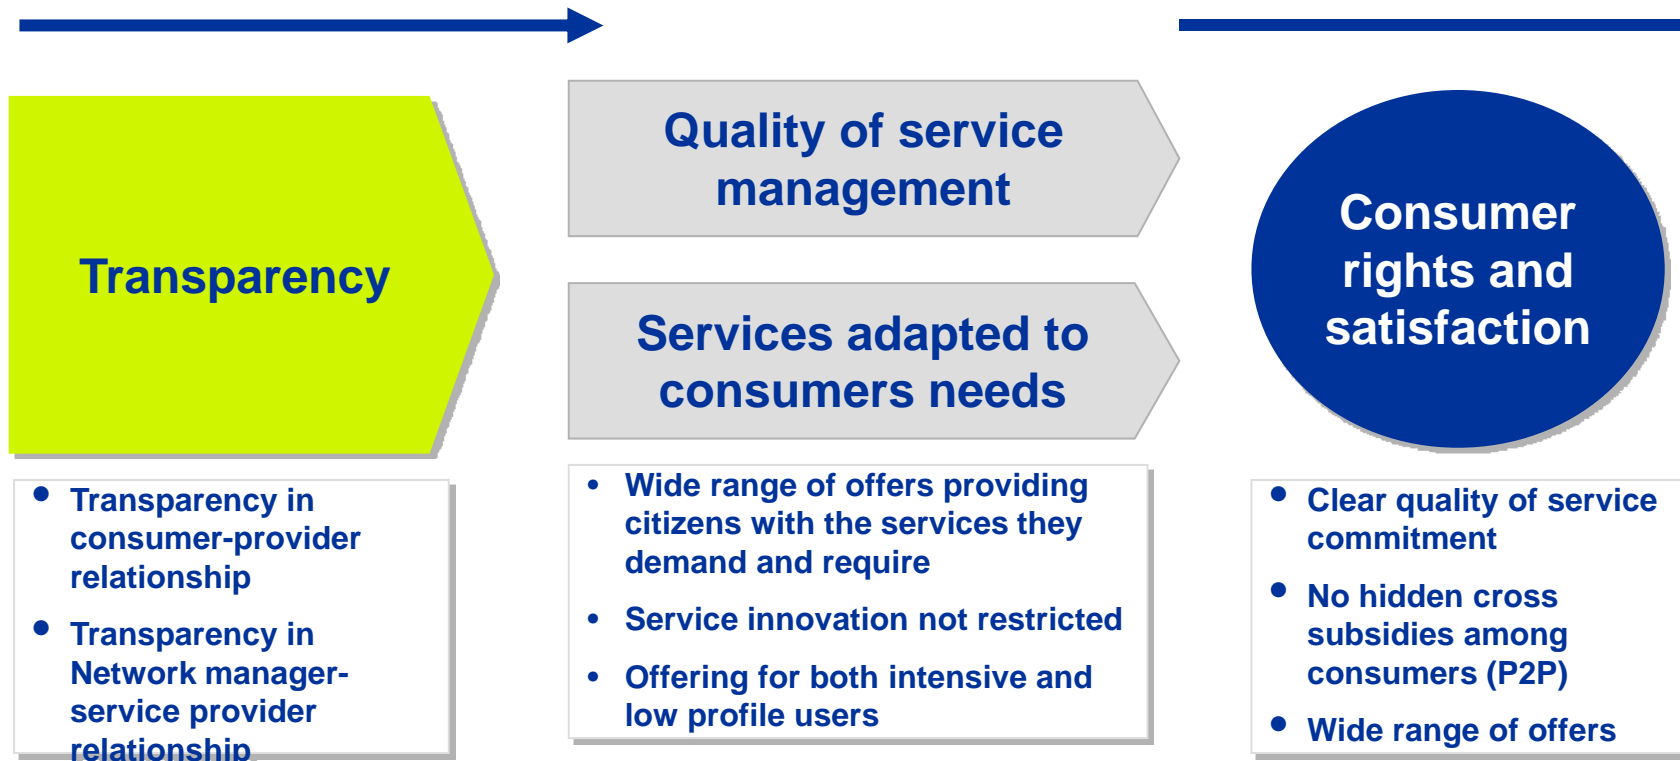 Transparency
Quality of service
management
Services adapted to
consumers needs
Consumer
rights and
satisfaction
• Transparency in
consumer-provider
relationship
• Transparency in
Network manager-
service provider
relationship
• Wide range of offers providing
citizens with the services they
demand and require
• Service innovation not restricted
• Offering for both intensive and
low profile users
• Clear quality of service
commitment
• No hidden cross
subsidies among
consumers (P2P)
• Wide range of offers